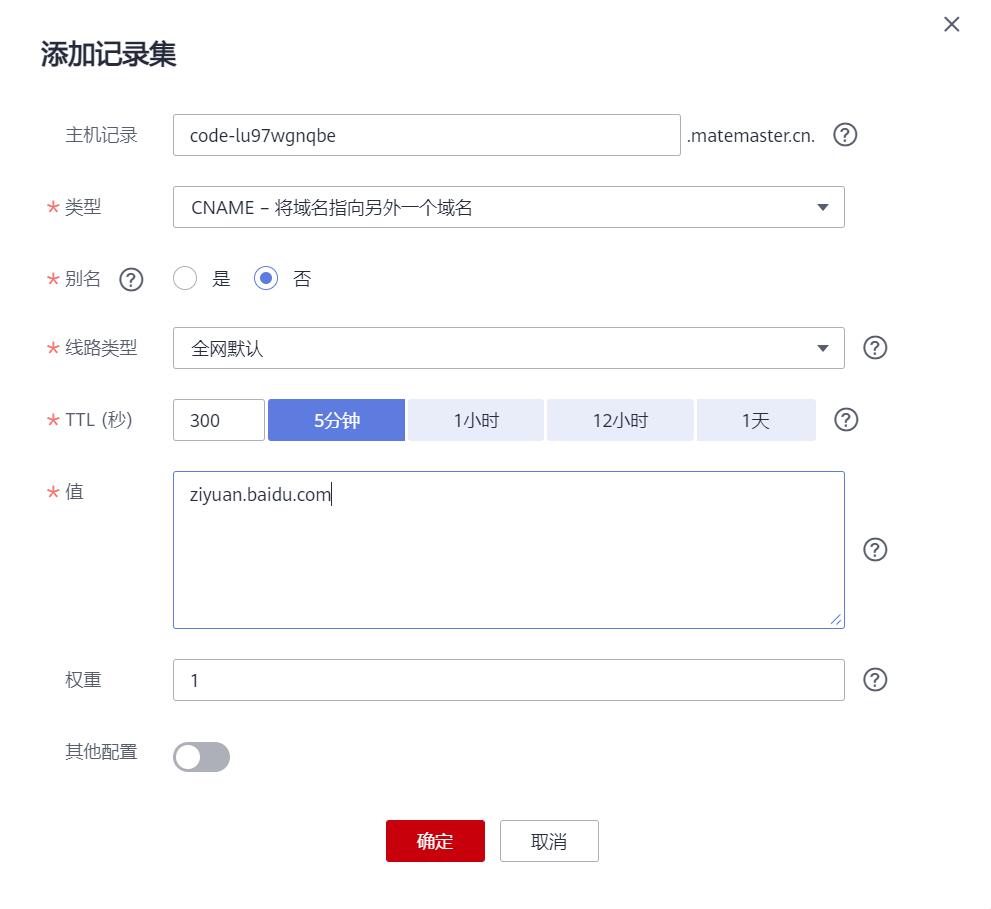 添加记录集
主机记录 code-lu97wgnqbe .matemaster.cn. ?
* 类型 CNAME – 将域名指向另外一个域名
* 别名 ? 是 否
* 线路类型 全网默认 ?
* TTL (秒) 300 5分钟 1小时 12小时 1天 ?
* 值 ziyuan.baidu.com ?
权重 1 ?
其他配置
确定 取消